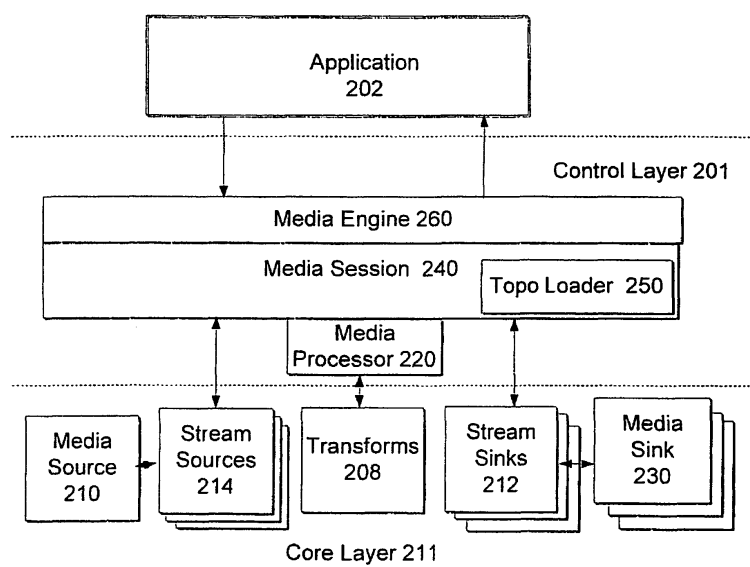 Application
202
Control Layer 201
Media Engine 260
Media Session 240
Topo Loader 250
Media
Processor 220
Media
Source
210
Stream
Sources
214
Transforms
208
Stream
Sinks
212
Media
Sink
230
Core Layer 211